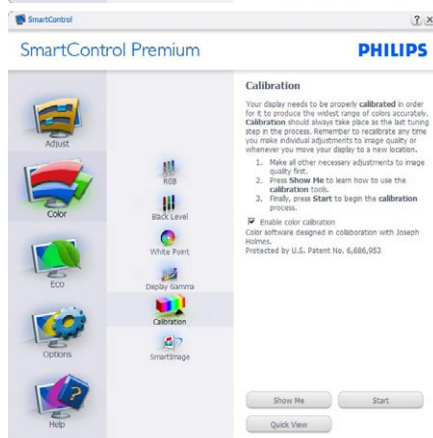 SmartControl
SmartControl Premium
PHILIPS
Adjust
Color
Eco
Options
Help
RGB
Black Level
White Point
Display Gamma
Calibration
SmartImage
Calibration
Your display needs to be properly calibrated in order
for it to produce the widest range of colors accurately.
Calibration should always take place as the last tuning
step in the process. Remember to recalibrate any time
you make individual adjustments to image quality or
whenever you move your display to a new location.
1. Make all other necessary adjustments to image
quality first.
2. Press Show Me to learn how to use the
calibration tools.
3. Finally, press Start to begin the calibration
process.
Enable color calibration
Color software designed in collaboration with Joseph
Holmes.
Protected by U.S. Patent No. 6,686,953
Show Me
Start
Quick View